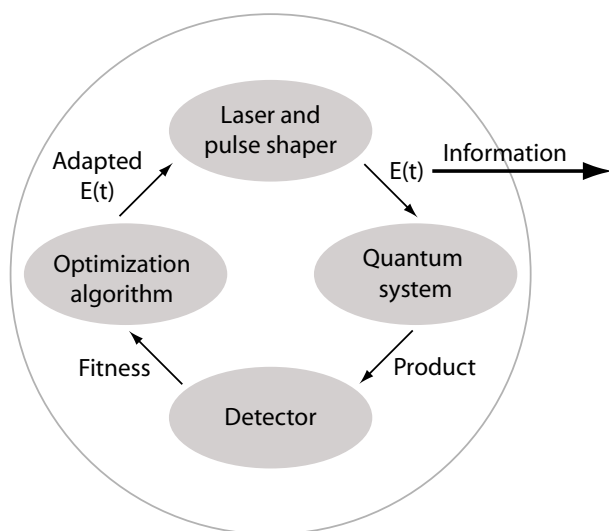 Laser and
pulse shaper
Adapted
E(t)
E(t)
Information
Optimization
algorithm
Quantum
system
Fitness
Product
Detector